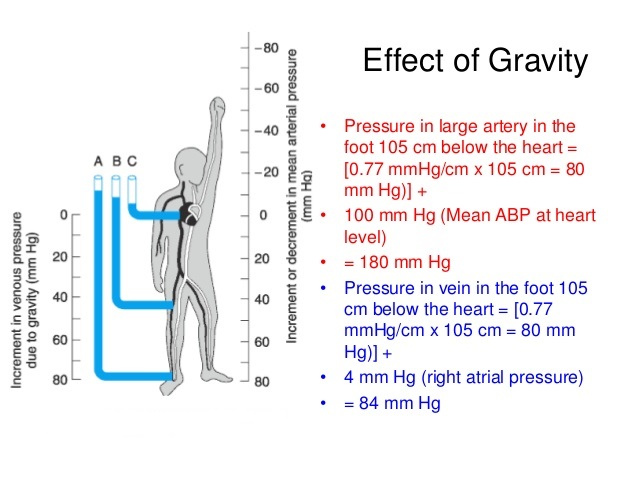 Effect of Gravity
• Pressure in large artery in the
foot 105 cm below the heart =
[0.77 mmHg/cm x 105 cm = 80
mm Hg)] +
• 100 mm Hg (Mean ABP at heart
level)
• = 180 mm Hg
• Pressure in vein in the foot 105
cm below the heart = [0.77
mmHg/cm x 105 cm = 80 mm
Hg)] +
• 4 mm Hg (right atrial pressure)
• = 84 mm Hg
A B C
Increment in venous pressure
due to gravity (mm Hg)
0
20
40
60
80
–80
–60
–40
–20
0
20
40
60
80
Increment or decrement in mean arterial pressure
(mm Hg)